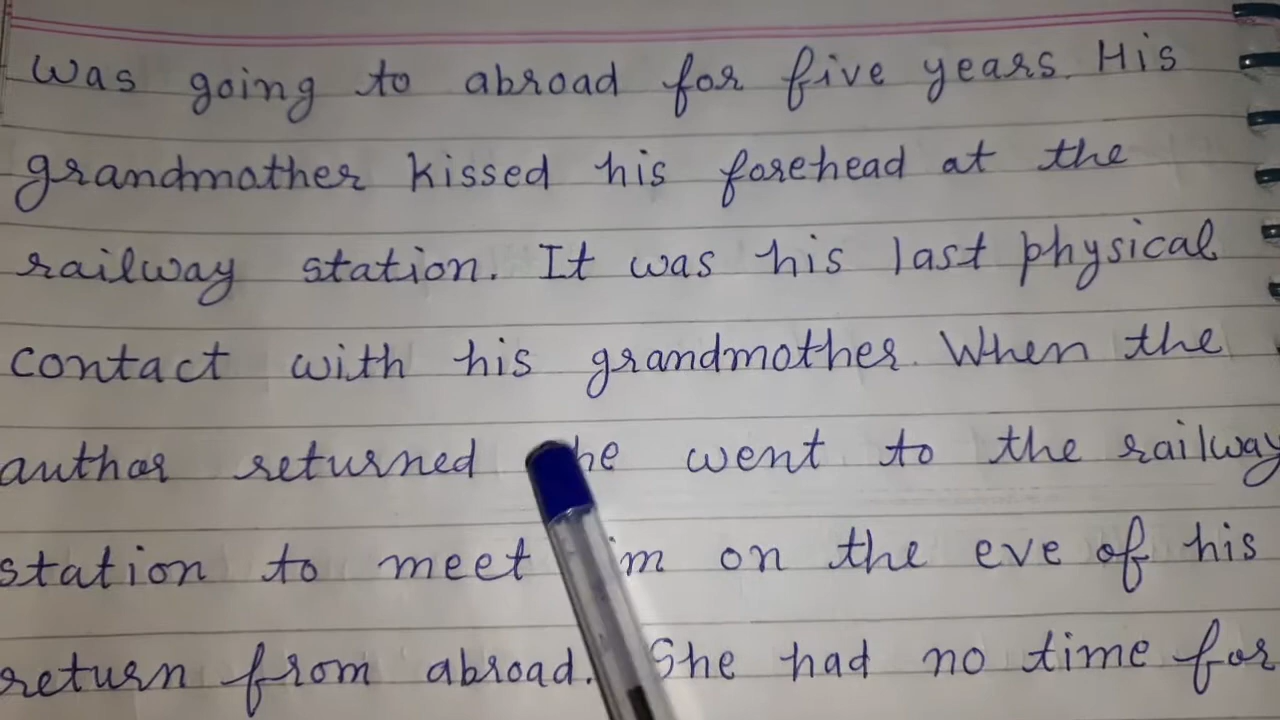 was going to abroad for five years. His
grandmother kissed his forehead at the
railway station. It was his last physical
contact with his grandmother. When the
author returned he went to the railway
station to meet on the eve of his
return from abroad. She had no time for